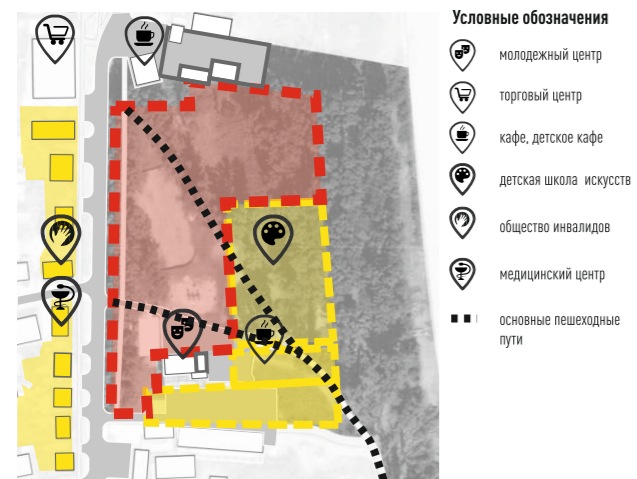 Условные обозначения
молодежный центр
торговый центр
кафе, детское кафе
детская школа искусств
общество инвалидов
медицинский центр
основные пешеходные
пути